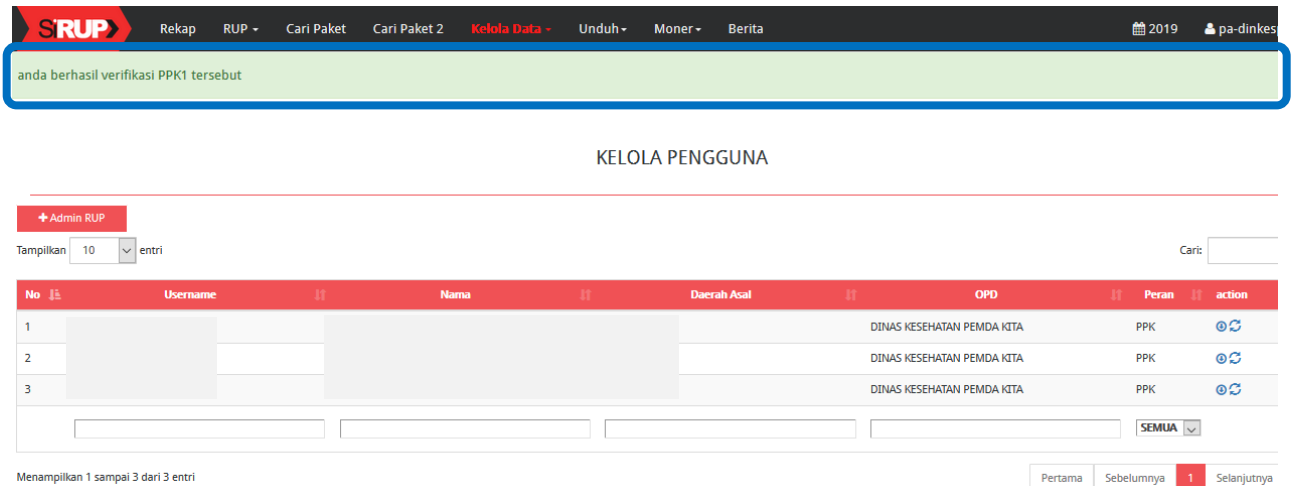 SiRUP Rekap RUP Cari Paket Cari Paket 2 Kelola Data Unduh Moner Berita 2019 pa-dinkes
anda berhasil verifikasi PPK1 tersebut
KELOLA PENGGUNA
+ Admin RUP
Tampilkan 10 entri Cari:
No Username Nama Daerah Asal OPD Peran action
1 DINAS KESEHATAN PEMDA KITA PPK
2 DINAS KESEHATAN PEMDA KITA PPK
3 DINAS KESEHATAN PEMDA KITA PPK
SEMUA
Menampilkan 1 sampai 3 dari 3 entri Pertama Sebelumnya 1 Selanjutnya